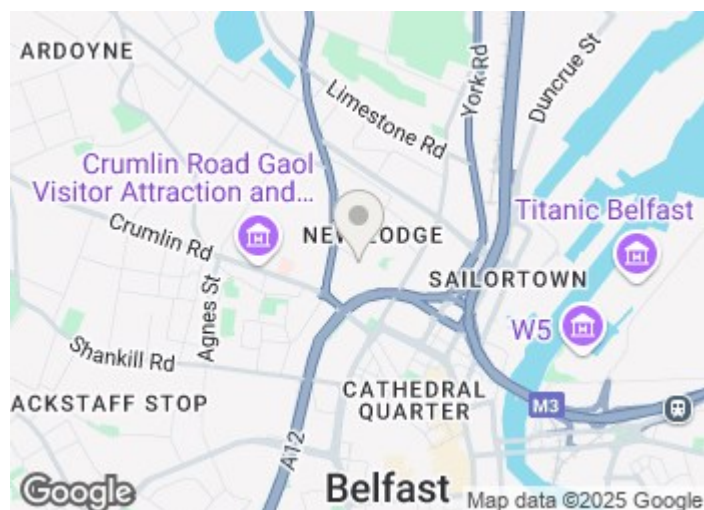 ARDOYNE
York Rd
Duncrue St
Limestone Rd
Crumlin Road Gaol
Visitor Attraction and...
Titanic Belfast
Crumlin Rd
SAILORTOWN
Agnes St
W5
Shankill Rd
CATHEDRAL
QUARTER
ACKSTAFF STOP
M3
A12
Google
Belfast
Map data ©2025 Google